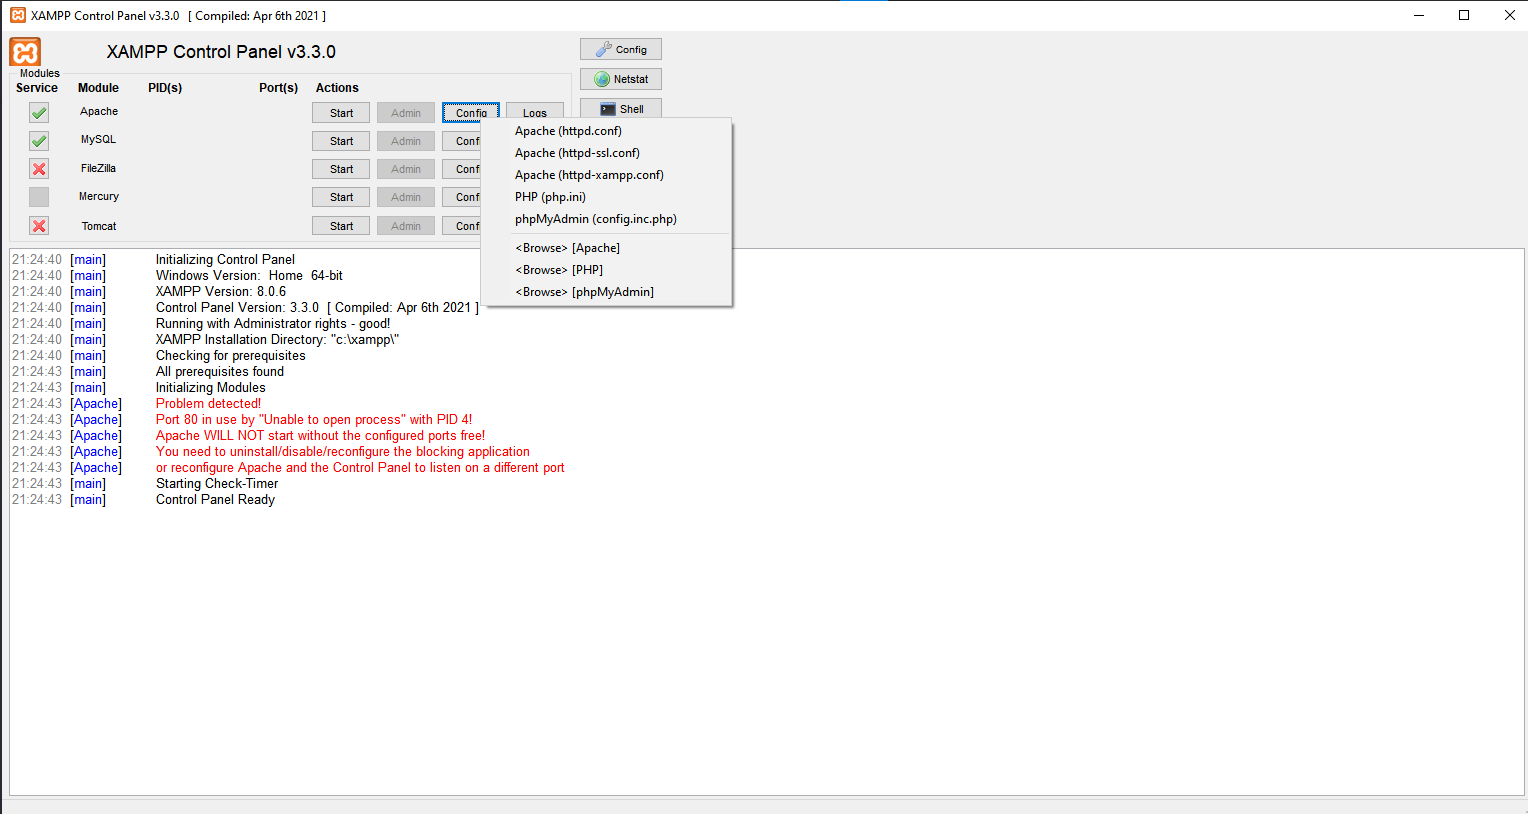 XAMPP Control Panel v3.3.0 [ Compiled: Apr 6th 2021 ]
XAMPP Control Panel v3.3.0
Config
Modules
Netstat
Service Module PID(s) Port(s) Actions
Shell
Apache Start Admin Config Logs
MySQL Start Admin
FileZilla Start Admin
Mercury Start Admin
Tomcat Start Admin
Apache (httpd.conf)
Apache (httpd-ssl.conf)
Apache (httpd-xampp.conf)
PHP (php.ini)
phpMyAdmin (config.inc.php)
<Browse> [Apache]
<Browse> [PHP]
<Browse> [phpMyAdmin]
21:24:40 [main] Initializing Control Panel
21:24:40 [main] Windows Version: Home 64-bit
21:24:40 [main] XAMPP Version: 8.0.6
21:24:40 [main] Control Panel Version: 3.3.0 [ Compiled: Apr 6th 2021 ]
21:24:40 [main] Running with Administrator rights - good!
21:24:40 [main] XAMPP Installation Directory: "c:\xampp\"
21:24:40 [main] Checking for prerequisites
21:24:43 [main] All prerequisites found
21:24:43 [main] Initializing Modules
21:24:43 [Apache] Problem detected!
21:24:43 [Apache] Port 80 in use by "Unable to open process" with PID 4!
21:24:43 [Apache] Apache WILL NOT start without the configured ports free!
21:24:43 [Apache] You need to uninstall/disable/reconfigure the blocking application
21:24:43 [Apache] or reconfigure Apache and the Control Panel to listen on a different port
21:24:43 [main] Starting Check-Timer
21:24:43 [main] Control Panel Ready